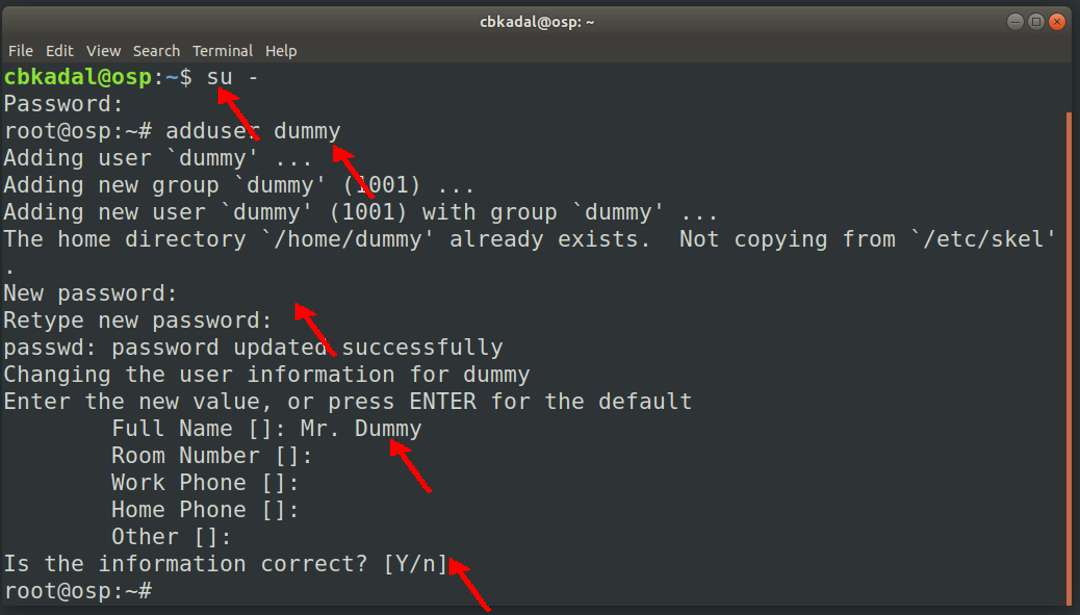 cbkadal@osp: ~
File Edit View Search Terminal Help
cbkadal@osp:~$ su -
Password:
root@osp:~# adduser dummy
Adding user `dummy' ...
Adding new group `dummy' (1001) ...
Adding new user `dummy' (1001) with group `dummy' ...
The home directory `/home/dummy' already exists.  Not copying from `/etc/skel'
.
New password:
Retype new password:
passwd: password updated successfully
Changing the user information for dummy
Enter the new value, or press ENTER for the default
Full Name []: Mr. Dummy
Room Number []:
Work Phone []:
Home Phone []:
Other []:
Is the information correct? [Y/n]
root@osp:~#